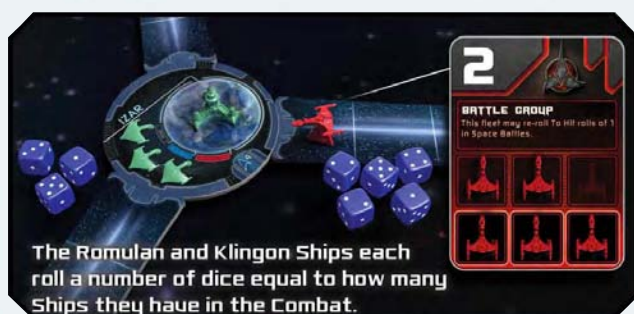 2
BATTLE GROUP
This fleet may re-roll To Hit rolls of 1
in Space Battles.
IZAR
The Romulan and Klingon Ships each
roll a number of dice equal to how many
Ships they have in the Combat.